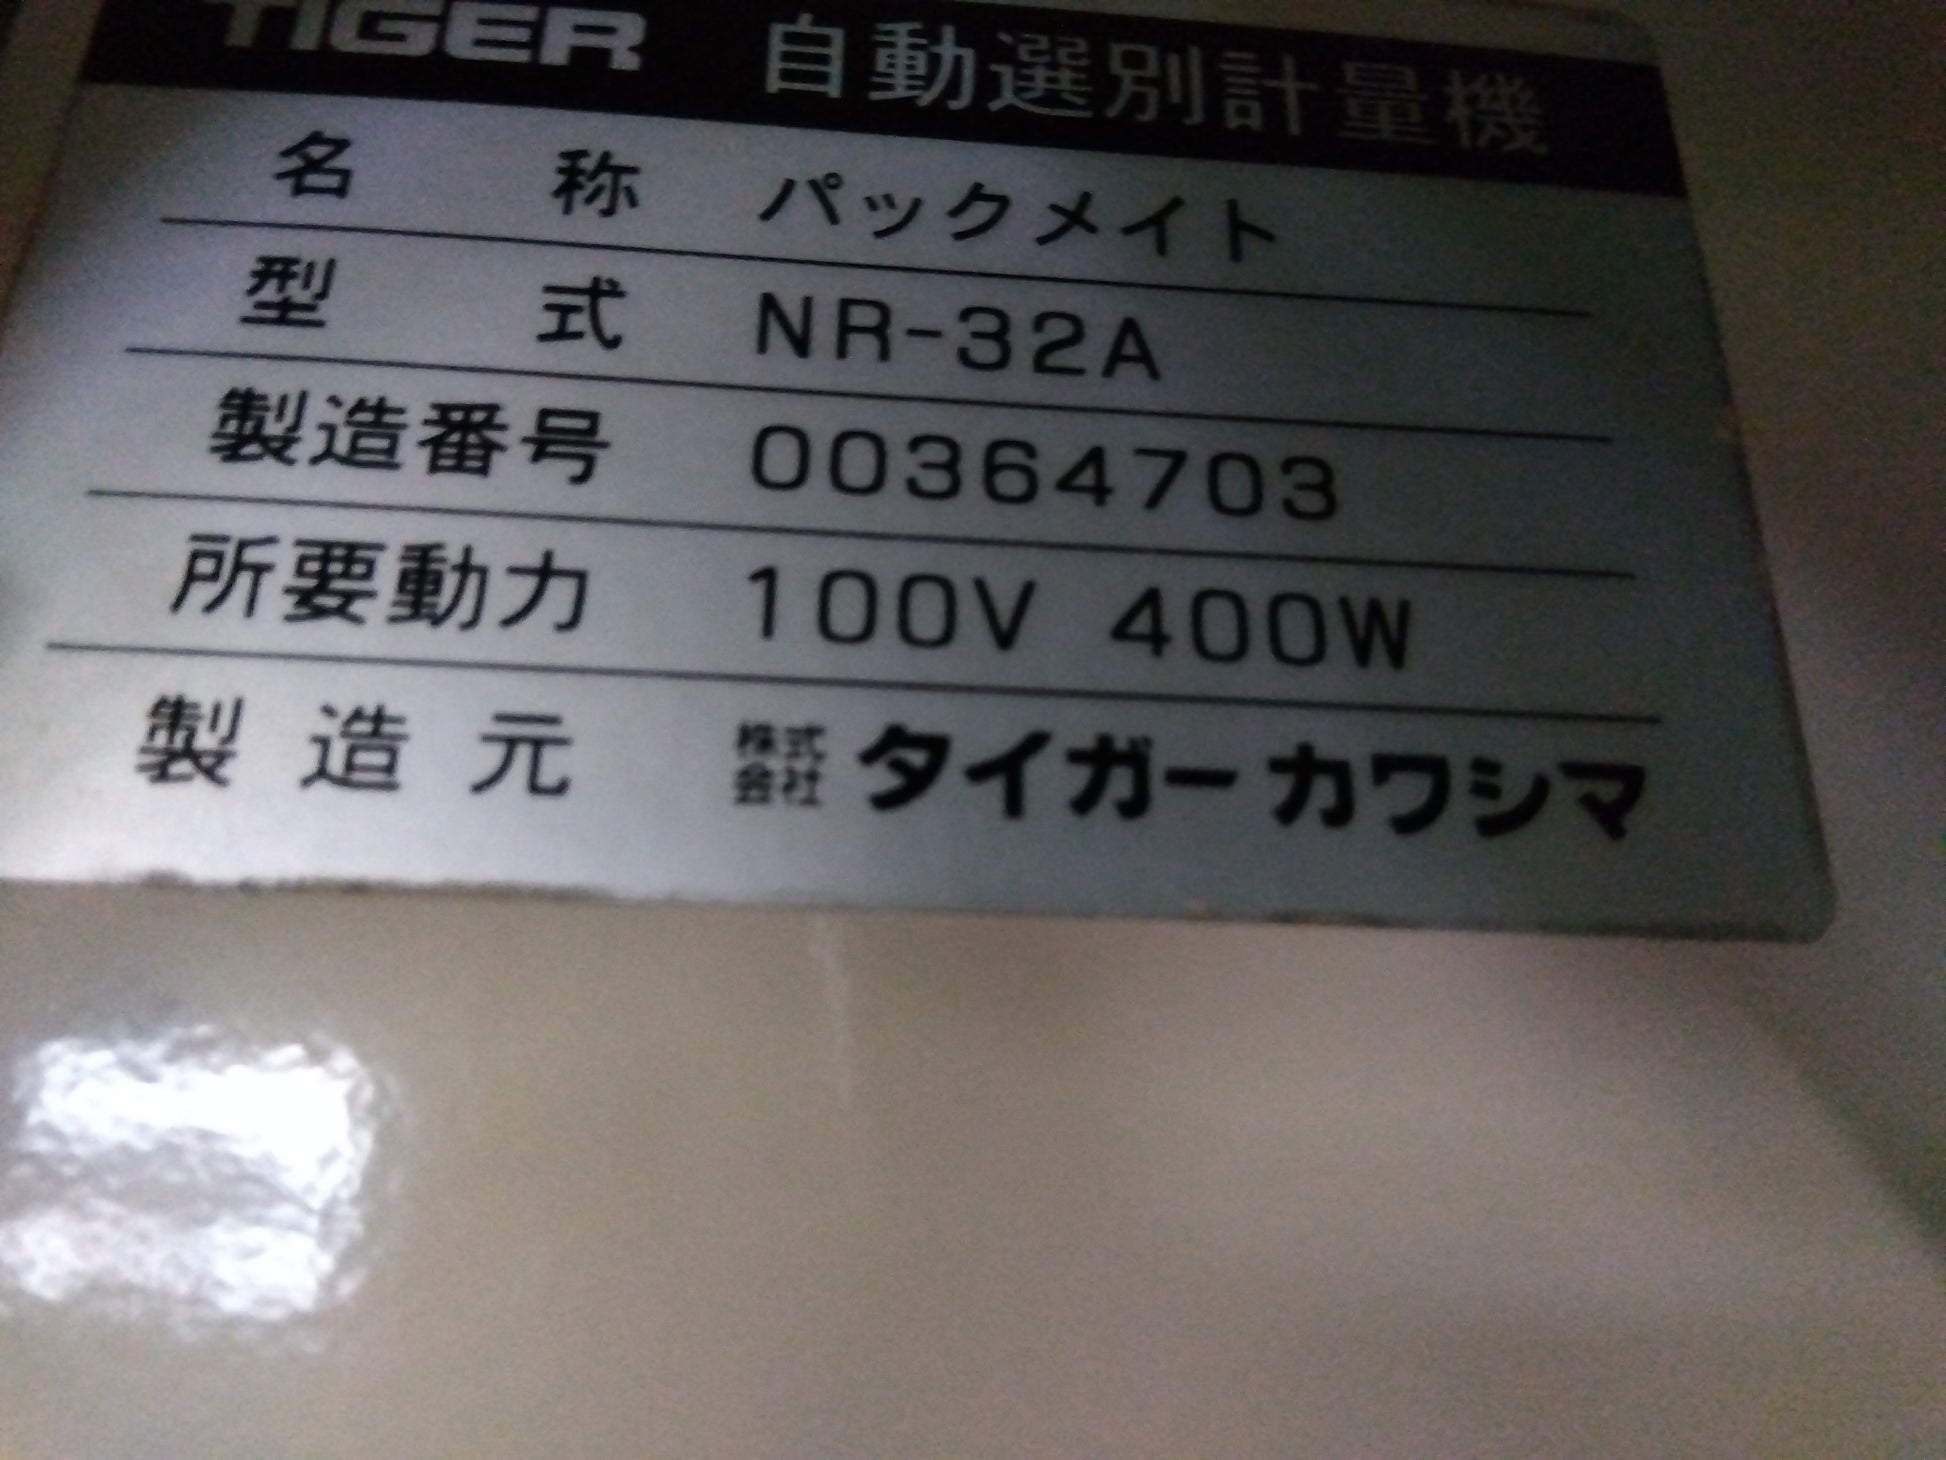 TIGER 自動選別計量機
名称 パックメイト
型式 NR-32A
製造番号 00364703
所要動力 100V 400W
製造元 株式会社 タイガーカワシマ